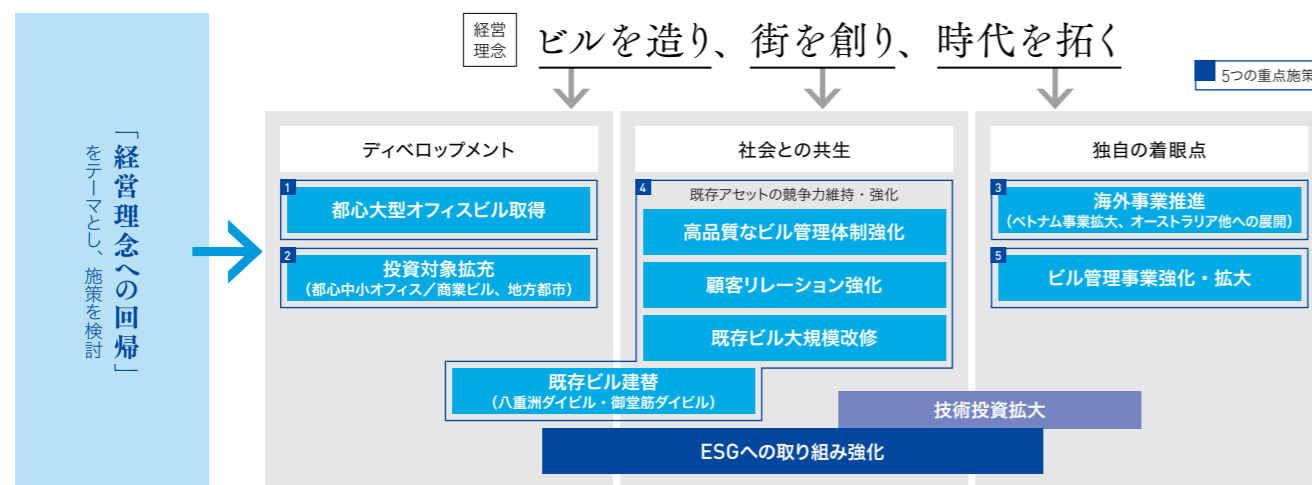 経営
理念
ビルを造り、街を創り、時代を拓く
5つの重点施策
「経営理念への回帰」
をテーマとし、施策を検討
ディベロップメント
1
都心大型オフィスビル取得
2
投資対象拡充
（都心中小オフィス／商業ビル、地方都市）
社会との共生
4
既存アセットの競争力維持・強化
高品質なビル管理体制強化
顧客リレーション強化
既存ビル大規模改修
既存ビル建替
（八重洲ダイビル・御堂筋ダイビル）
独自の着眼点
3
海外事業推進
（ベトナム事業拡大、オーストラリア他への展開）
5
ビル管理事業強化・拡大
技術投資拡大
ESGへの取り組み強化